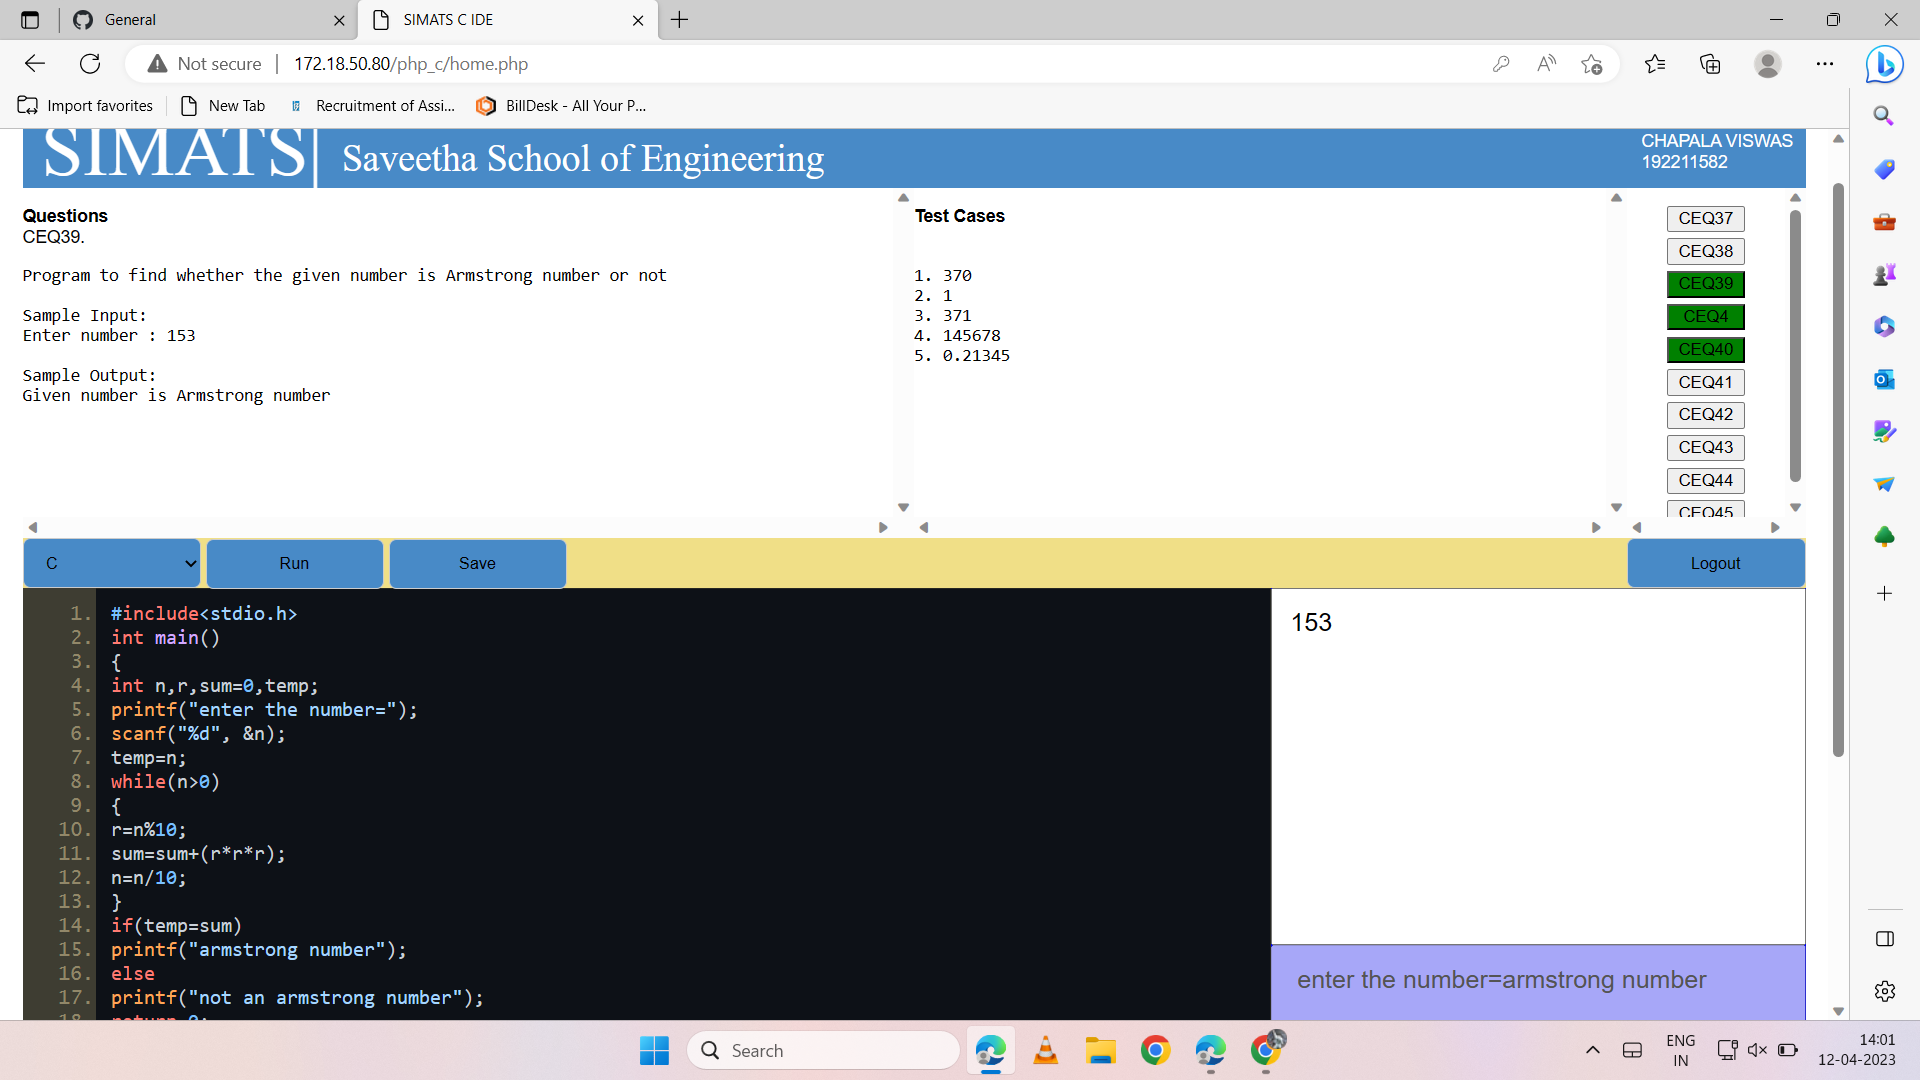 General
SIMATS C IDE
Not secure
172.18.50.80/php_c/home.php
Import favorites
New Tab
Recruitment of Assi...
BillDesk - All Your P...
SIMATS
Saveetha School of Engineering
CHAPALA VISWAS
192211582
Questions
CEQ39.
Program to find whether the given number is Armstrong number or not
Sample Input:
Enter number : 153
Sample Output:
Given number is Armstrong number
Test Cases
1. 370
2. 1
3. 371
4. 145678
5. 0.21345
CEQ37
CEQ38
CEQ39
CEQ4
CEQ40
CEQ41
CEQ42
CEQ43
CEQ44
CEQ45
C
Run
Save
Logout
1. #include<stdio.h>
2. int main()
3. {
4. int n,r,sum=0,temp;
5. printf("enter the number=");
6. scanf("%d", &n);
7. temp=n;
8. while(n>0)
9. {
10. r=n%10;
11. sum=sum+(r*r*r);
12. n=n/10;
13. }
14. if(temp=sum)
15. printf("armstrong number");
16. else
17. printf("not an armstrong number");
18. return 0;
153
enter the number=armstrong number
Search
ENG
IN
14:01
12-04-2023